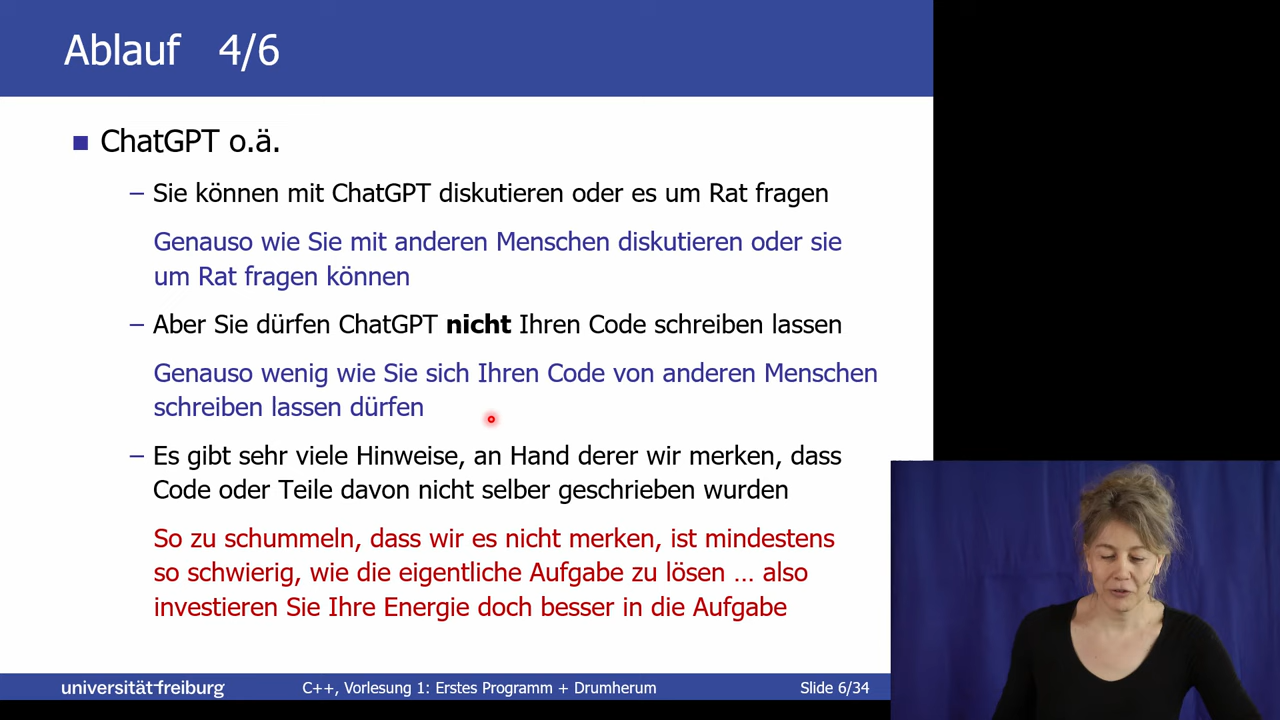 Ablauf 4/6
ChatGPT o.ä.
– Sie können mit ChatGPT diskutieren oder es um Rat fragen
Genauso wie Sie mit anderen Menschen diskutieren oder sie
um Rat fragen können
– Aber Sie dürfen ChatGPT nicht Ihren Code schreiben lassen
Genauso wenig wie Sie sich Ihren Code von anderen Menschen
schreiben lassen dürfen
– Es gibt sehr viele Hinweise, an Hand derer wir merken, dass
Code oder Teile davon nicht selber geschrieben wurden
So zu schummeln, dass wir es nicht merken, ist mindestens
so schwierig, wie die eigentliche Aufgabe zu lösen … also
investieren Sie Ihre Energie doch besser in die Aufgabe
universität freiburg
C++, Vorlesung 1: Erstes Programm + Drumherum
Slide 6/34